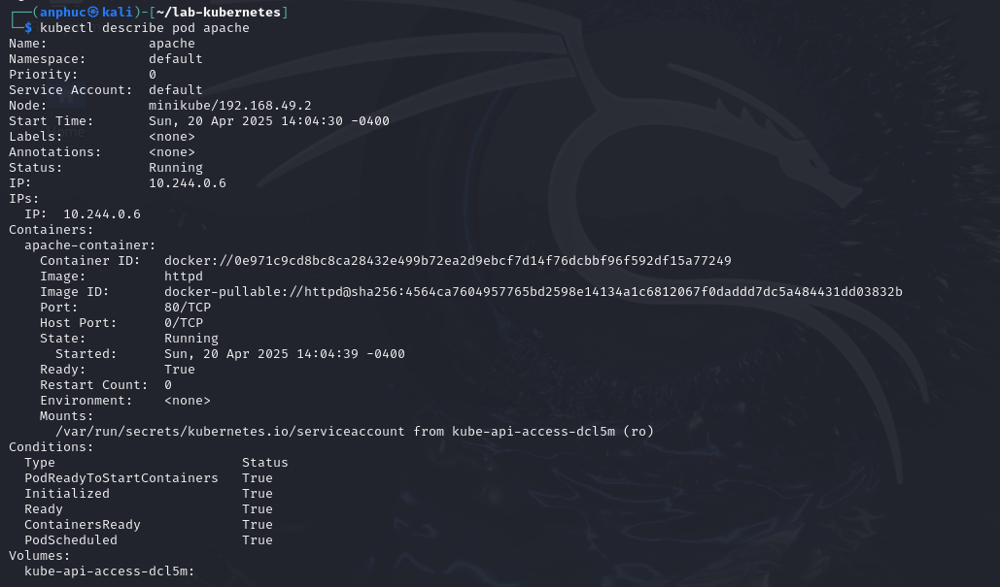 ┌──(anphuc㉿kali)-[~/lab-kubernetes]
└─$ kubectl describe pod apache
Name:             apache
Namespace:        default
Priority:         0
Service Account:  default
Node:             minikube/192.168.49.2
Start Time:       Sun, 20 Apr 2025 14:04:30 -0400
Labels:           <none>
Annotations:      <none>
Status:           Running
IP:               10.244.0.6
IPs:
  IP:  10.244.0.6
Containers:
  apache-container:
    Container ID:   docker://0e971c9cd8bc8ca28432e499b72ea2d9ebcf7d14f76dcbbf96f592df15a77249
    Image:          httpd
    Image ID:       docker-pullable://httpd@sha256:4564ca7604957765bd2598e14134a1c6812067f0daddd7dc5a484431dd03832b
    Port:           80/TCP
    Host Port:      0/TCP
    State:          Running
      Started:      Sun, 20 Apr 2025 14:04:39 -0400
    Ready:          True
    Restart Count:  0
    Environment:    <none>
    Mounts:
      /var/run/secrets/kubernetes.io/serviceaccount from kube-api-access-dcl5m (ro)
Conditions:
  Type                        Status
  PodReadyToStartContainers   True
  Initialized                 True
  Ready                       True
  ContainersReady             True
  PodScheduled                True
Volumes:
  kube-api-access-dcl5m: